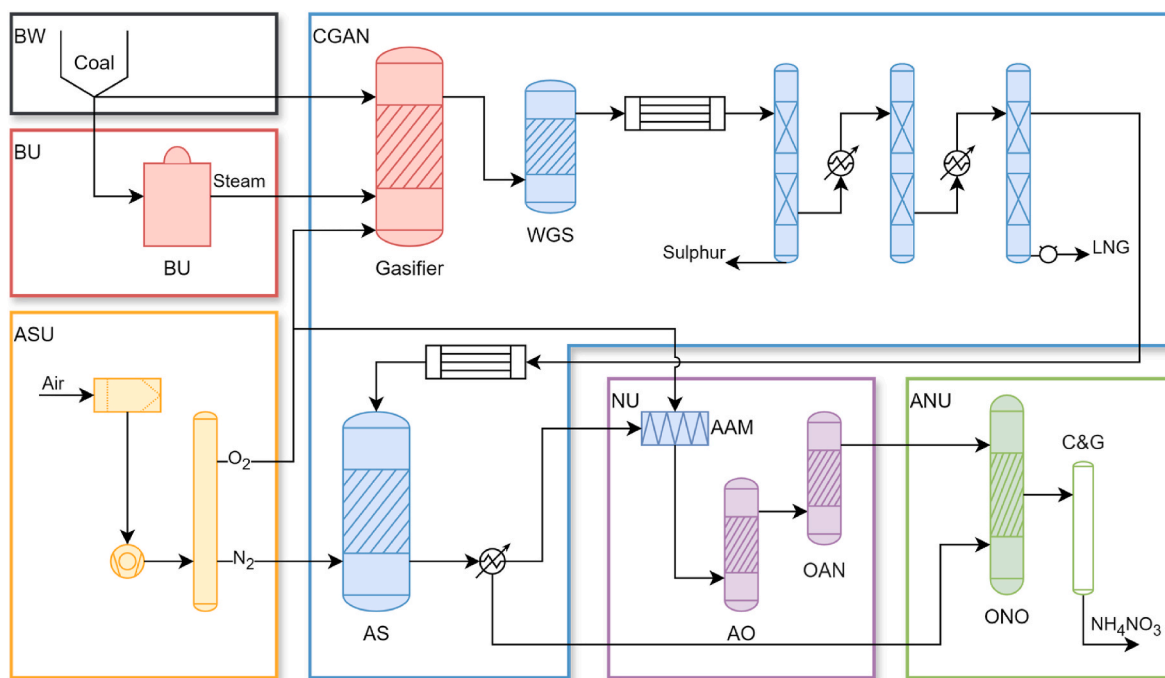 BW
Coal
CGAN
BU
Steam
BU
Gasifier
WGS
Sulphur
LNG
ASU
Air
O₂
N₂
AS
NU
AAM
AO
OAN
ANU
C&G
ONO
NH₄NO₃